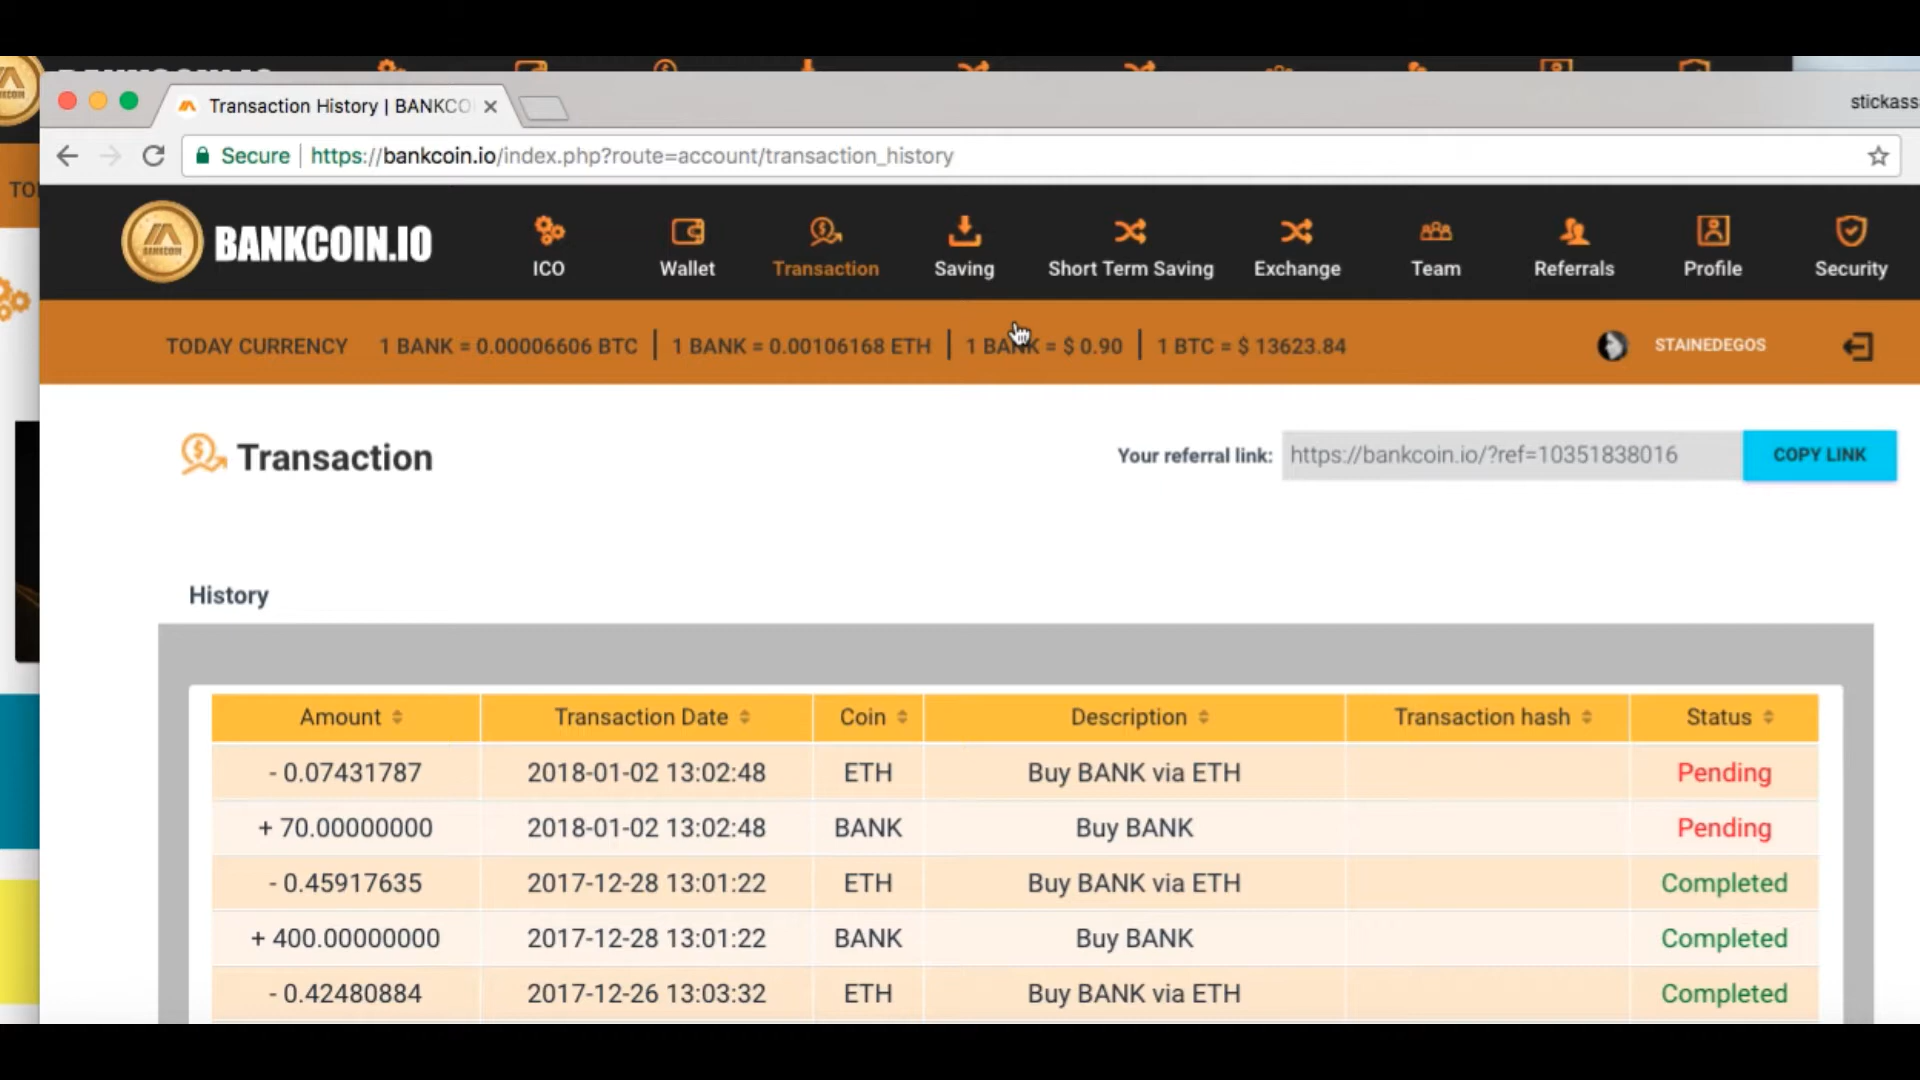 Transaction History | BANKCO
stickass
Secure https://bankcoin.io/index.php?route=account/transaction_history
BANKCOIN
BANKCOIN.IO
ICO Wallet Transaction Saving Short Term Saving Exchange Team Referrals Profile Security
TODAY CURRENCY 1 BANK = 0.00006606 BTC | 1 BANK = 0.00106168 ETH | 1 BANK = $ 0.90 | 1 BTC = $ 13623.84 STAINEDEGOS
Transaction
Your referral link: https://bankcoin.io/?ref=10351838016 COPY LINK
History
Amount Transaction Date Coin Description Transaction hash Status
- 0.07431787 2018-01-02 13:02:48 ETH Buy BANK via ETH Pending
+ 70.00000000 2018-01-02 13:02:48 BANK Buy BANK Pending
- 0.45917635 2017-12-28 13:01:22 ETH Buy BANK via ETH Completed
+ 400.00000000 2017-12-28 13:01:22 BANK Buy BANK Completed
- 0.42480884 2017-12-26 13:03:32 ETH Buy BANK via ETH Completed